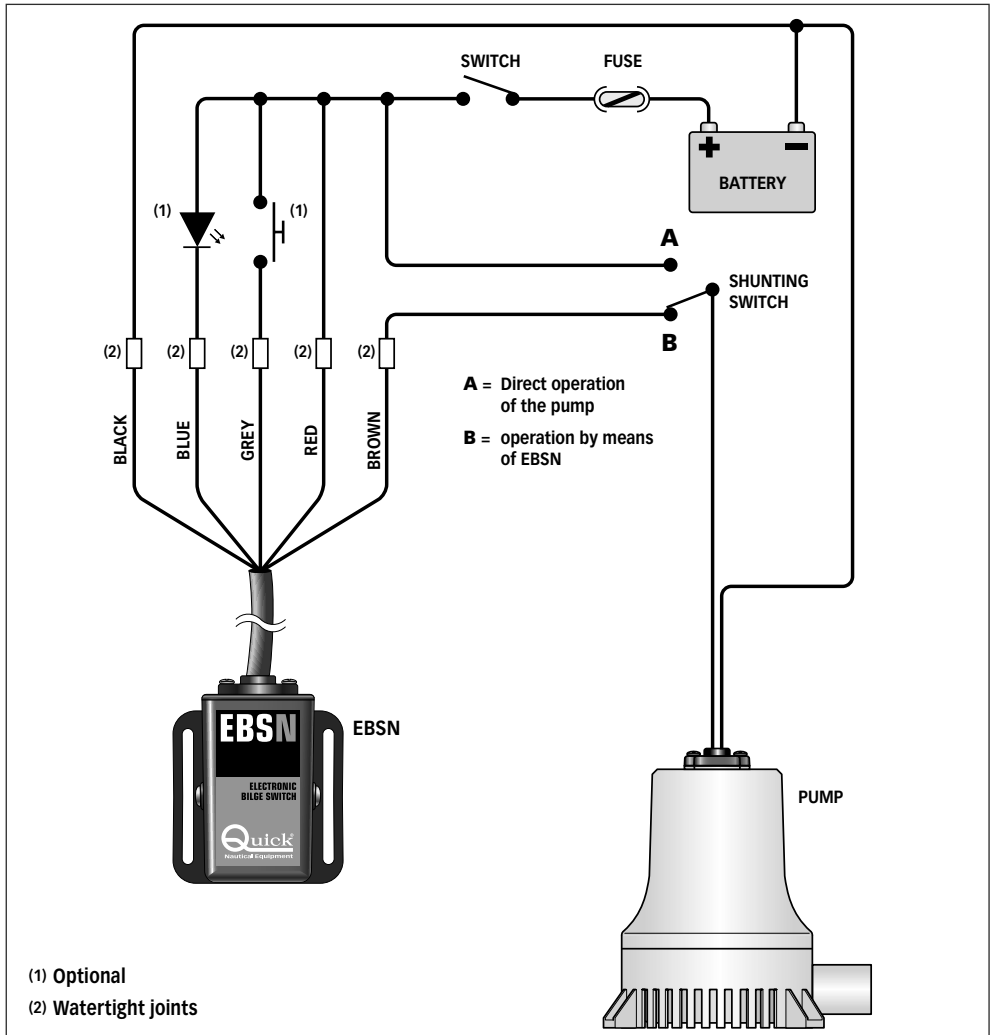 SWITCH
FUSE
+ −
BATTERY
(1)
(1)
A
SHUNTING
SWITCH
B
(2)
(2)
(2)
(2)
(2)
A = Direct operation
of the pump
B = operation by means
of EBSN
BLACK
BLUE
GREY
RED
BROWN
EBSN
ELECTRONIC
BILGE SWITCH
Quick®
Nautical Equipment
EBSN
PUMP
(1) Optional
(2) Watertight joints